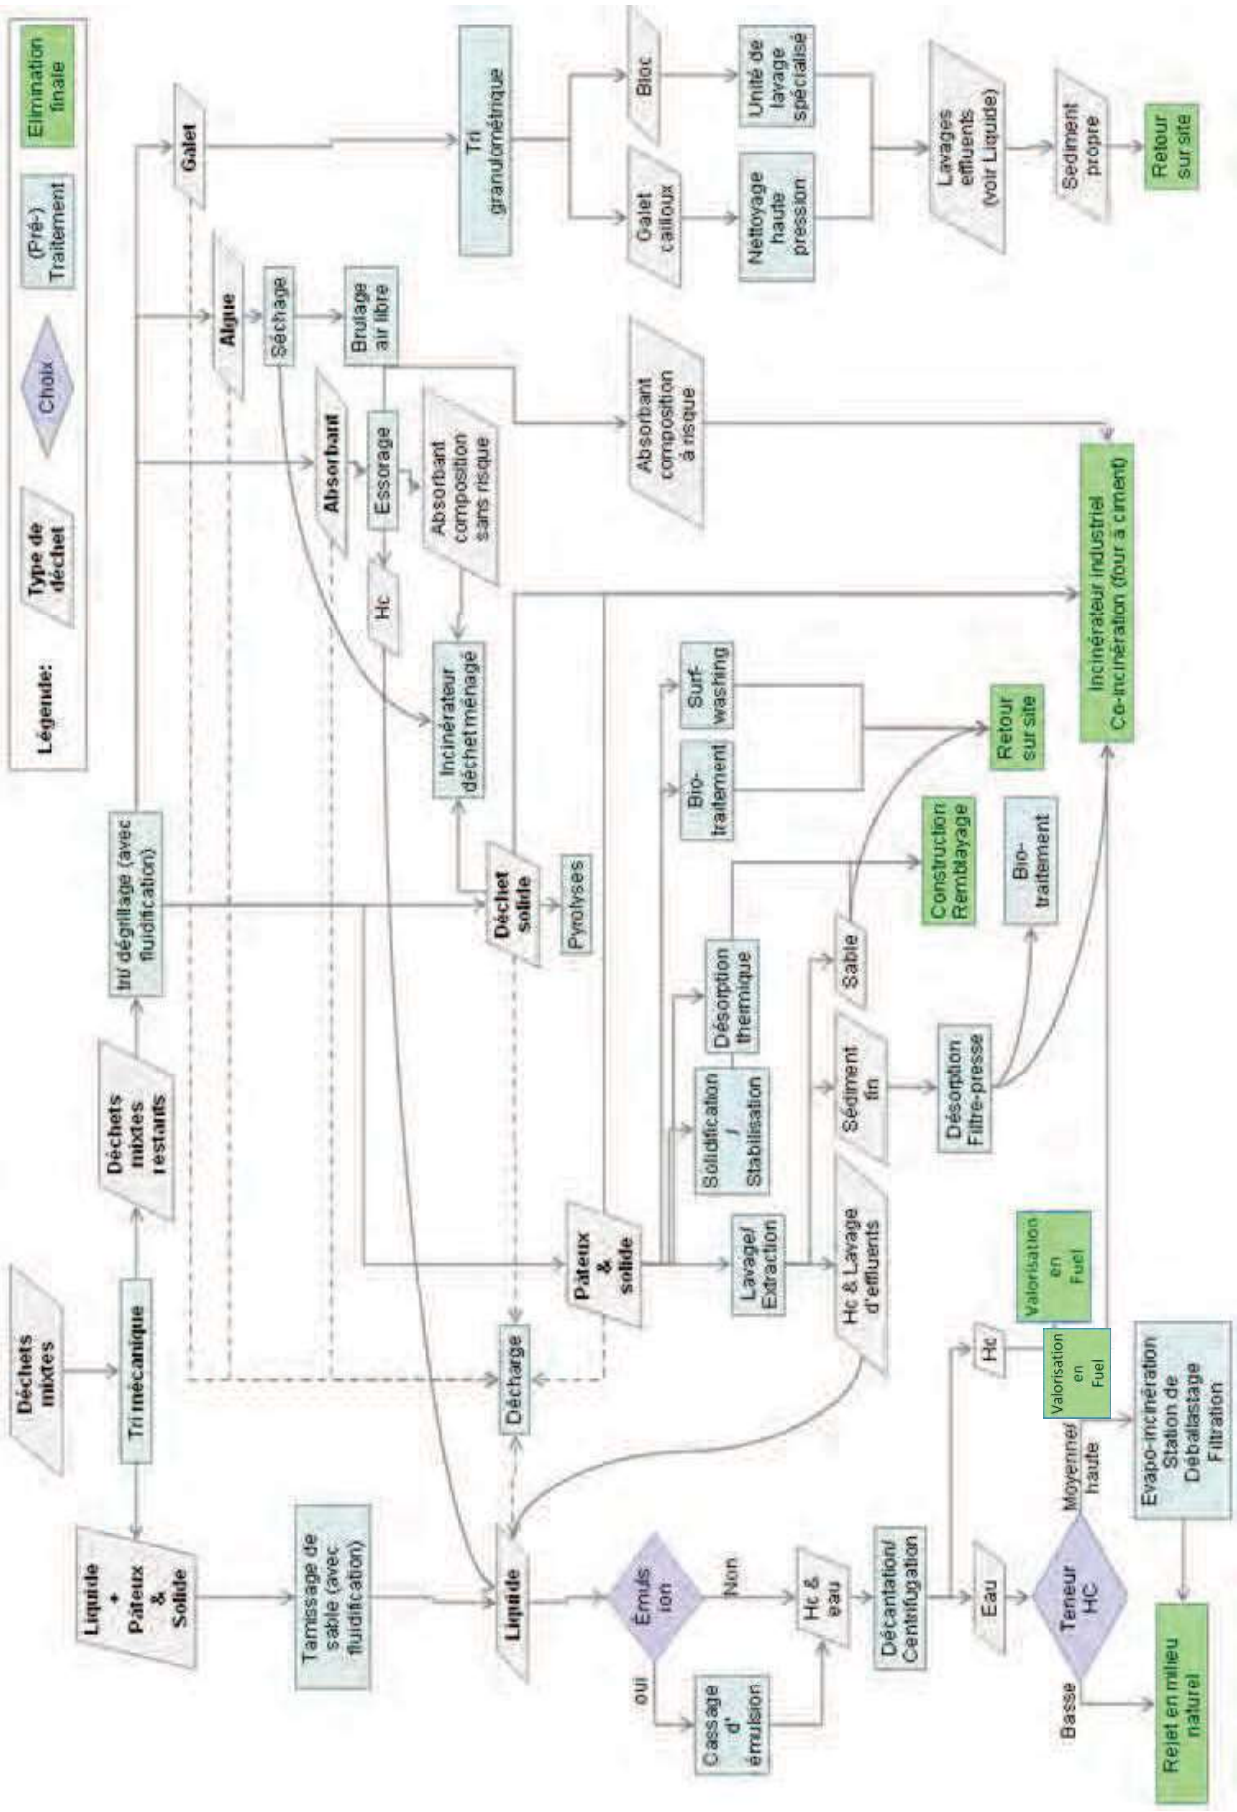 Légende:
Type de
déchet
Choix
(Pré-)
Traitement
Elimination
finale
Déchets
mixtes
Tri mécanique
Liquide
+
Pâteux
&
Solide
Déchets
mixtes
restants
tri/ dégrillage (avec
fluidification)
Tamissage de
sable (avec
fluidification)
Galet
Algue
Séchage
Brulage
air libre
Absorbant
Essorage
Hc
Absorbant
composition
sans risque
Absorbant
composition
à risque
Tri
granulométrique
Galet
cailloux
Bloc
Nettoyage
haute
pression
Unité de
lavage
spécialisé
Lavages
effluents
(voir Liquide)
Sédiment
propre
Retour
sur site
Incinérateur
déchet ménagé
Déchet
solide
Pyrolyses
Décharge
Liquide
Pâteux
&
solide
Emuls
ion
oui
Non
Cassage
d'
émulsion
Hc &
eau
Décantation/
Centrifugation
Eau
Hc
Teneur
HC
Basse
Moyenne/
haute
Rejet en milieu
naturel
Evapo-incinération
Station de
Déballastage
Filtration
Valorisation
en
Fuel
Valorisation
en
Fuel
Lavage/
Extraction
Solidification
/
Stabilisation
Désorption
thermique
Bio-
traitement
Surf-
washing
Hc & Lavage
d'effluents
Sédiment
fin
Sable
Désorption
Filtre-presse
Construction
Remblayage
Bio-
traitement
Retour
sur site
Incinérateur industriel
Co-incinération (four à ciment)